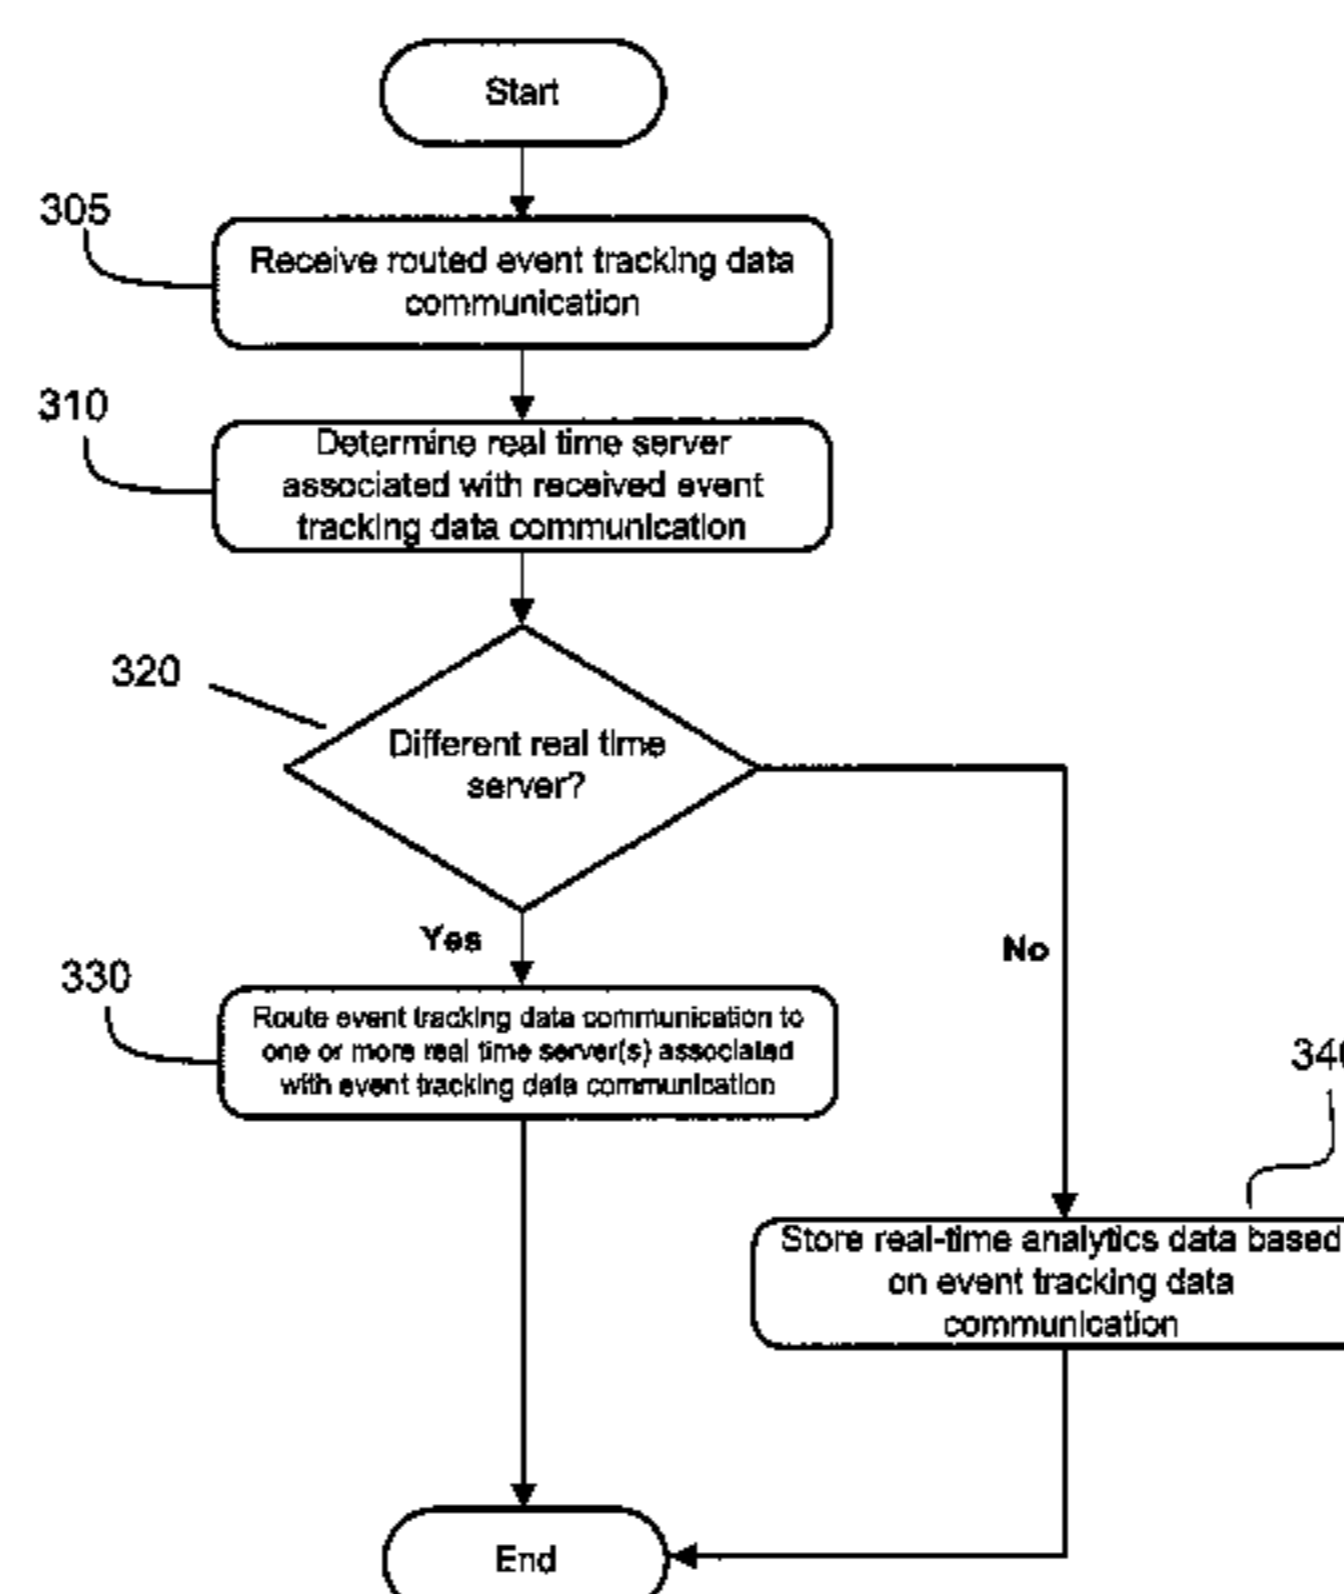 Start
305
Receive routed event tracking data
communication
310
Determine real time server
associated with received event
tracking data communication
320
Different real time
server?
Yes
No
330
Route event tracking data communication to
one or more real time server(s) associated
with event tracking data communication
Store real-time analytics data based
on event tracking data
communication
End